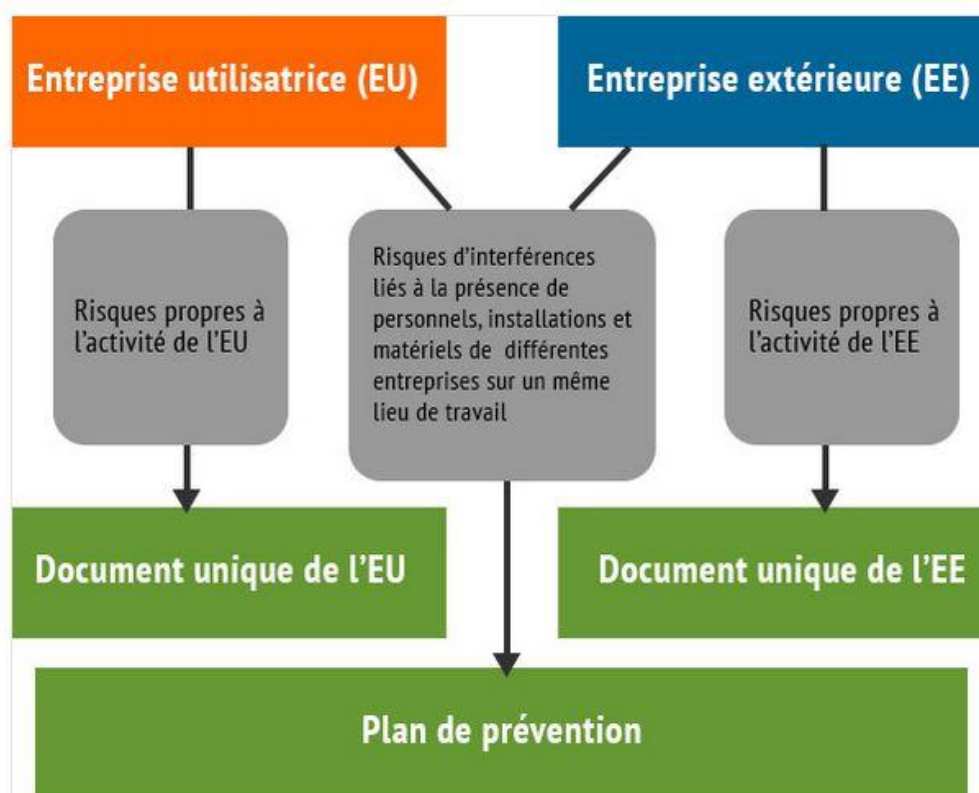 Entreprise utilisatrice (EU)
Entreprise extérieure (EE)
Risques propres à
l'activité de l'EU
Risques d'interférences
liés à la présence de
personnels, installations et
matériels de différentes
entreprises sur un même
lieu de travail
Risques propres à
l'activité de l'EE
Document unique de l'EU
Document unique de l'EE
Plan de prévention